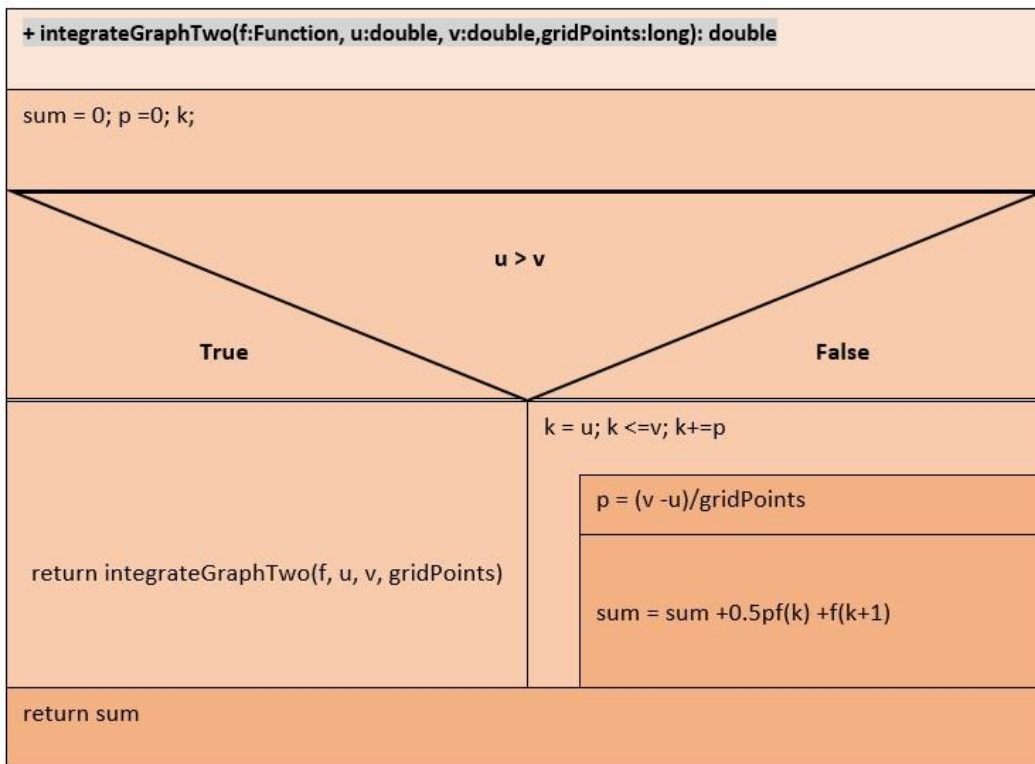 + integrateGraphTwo(f:Function, u:double, v:double,gridPoints:long): double
sum = 0; p =0; k;
u > v
True
False
k = u; k <=v; k+=p
p = (v -u)/gridPoints
return integrateGraphTwo(f, u, v, gridPoints)
sum = sum +0.5pf(k) +f(k+1)
return sum